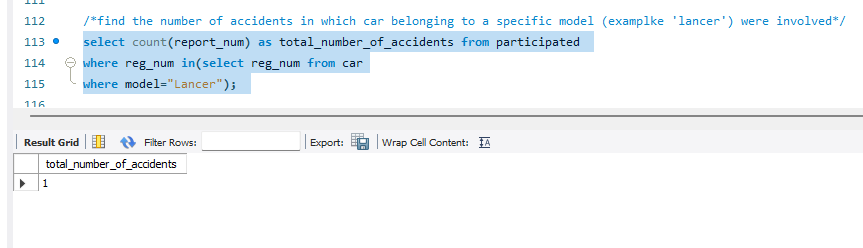 111
112 /*find the number of accidents in which car belonging to a specific model (examplke 'lancer') were involved*/
113 select count(report_num) as total_number_of_accidents from participated
114 where reg_num in(select reg_num from car
115 where model="Lancer");
116
Result Grid Filter Rows: Export: Wrap Cell Content:
total_number_of_accidents
1